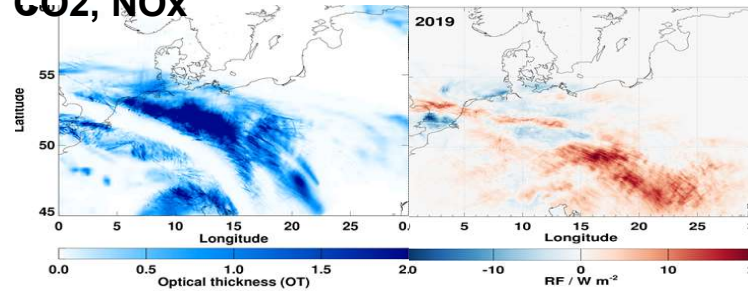 CO2, NOx
2019
Latitude
55
50
45
0 5 10 15 20 25
5 10 15 20 25
Longitude
Longitude
0.0 0.5 1.0 1.5 2.0
-10 0 10
Optical thickness (OT)
RF / W m-2